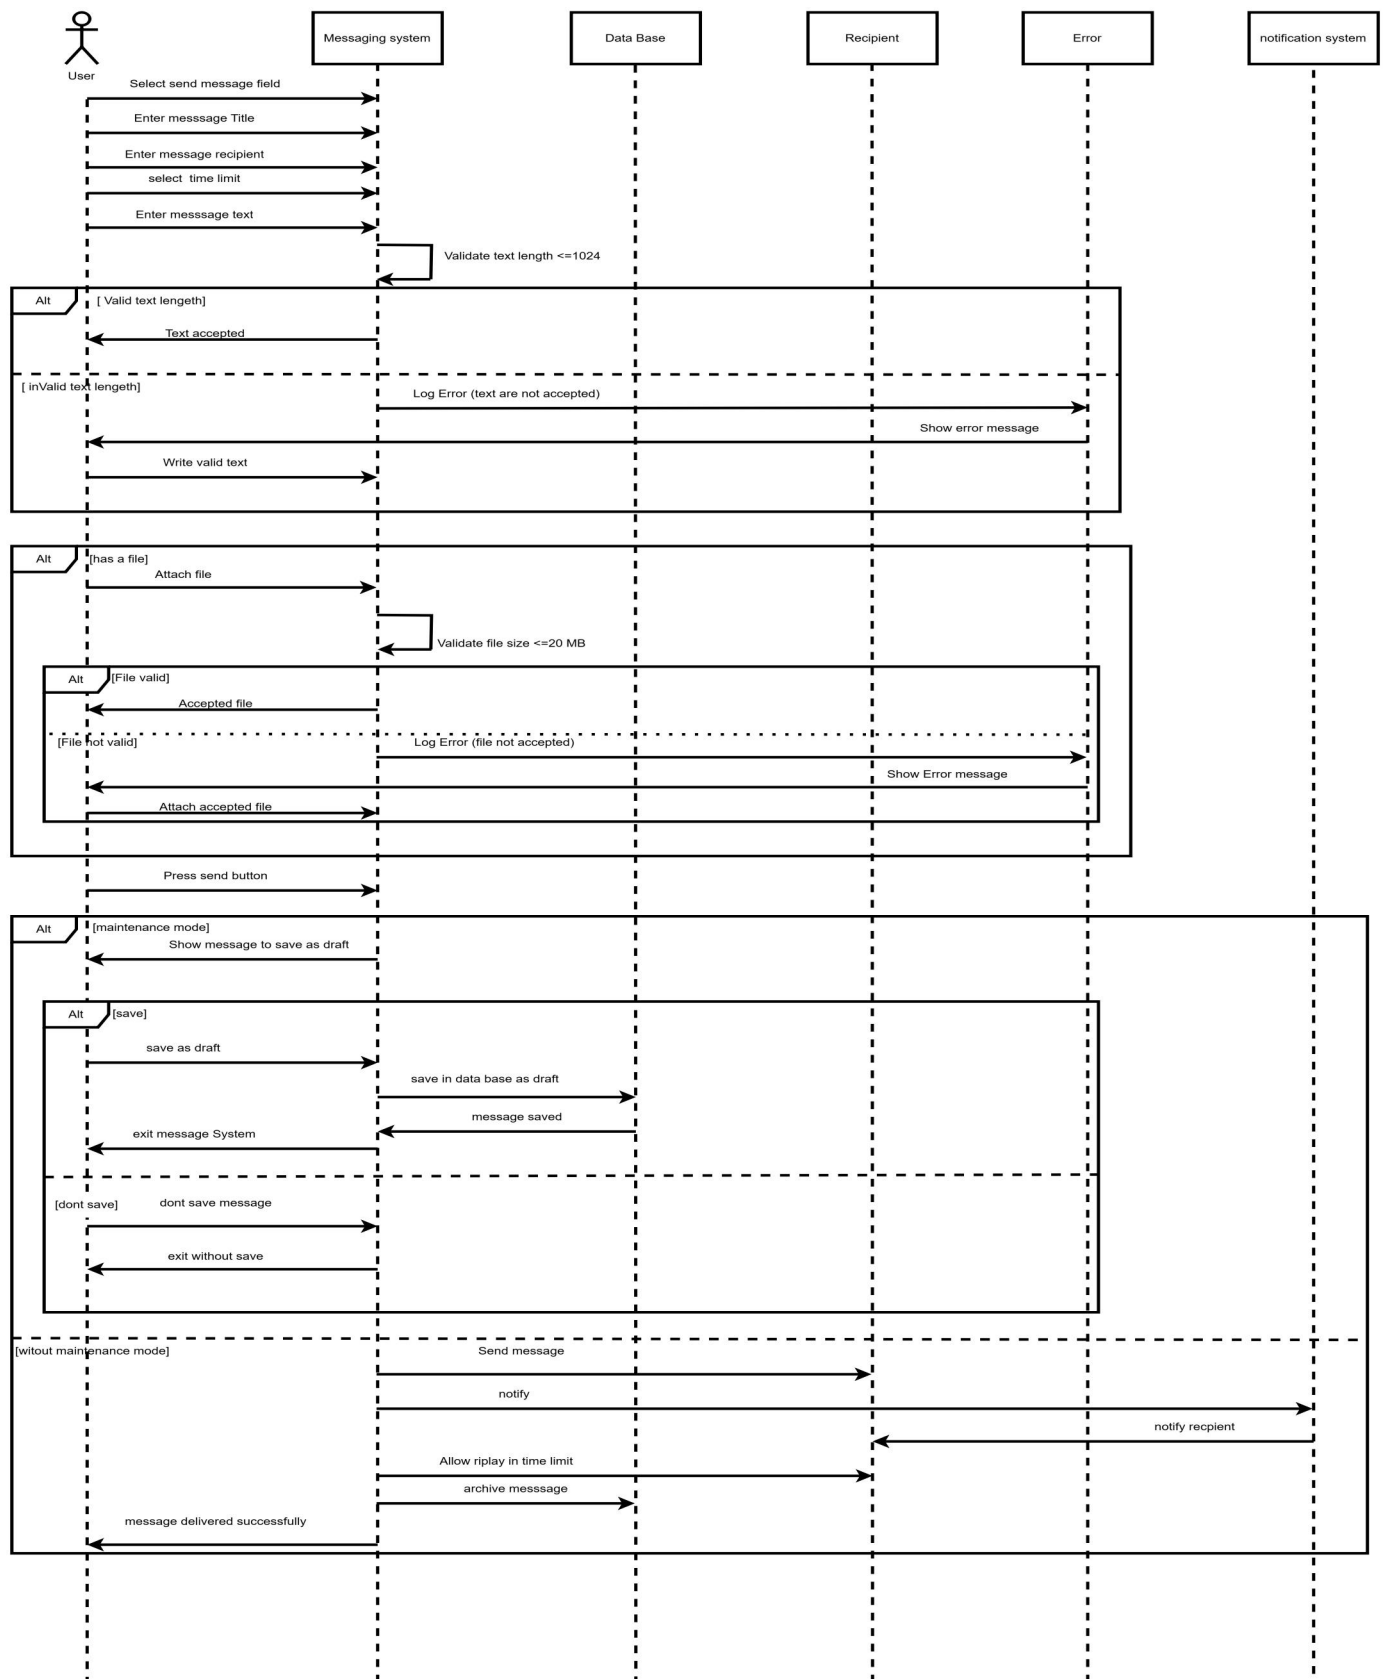 User
Messaging system
Data Base
Recipient
Error
notification system
Select send message field
Enter messsage Title
Enter message recipient
select time limit
Enter messsage text
Validate text length <=1024
Alt
[ Valid text lengeth]
Text accepted
[ inValid text lengeth]
Log Error (text are not accepted)
Show error message
Write valid text
Alt
[has a file]
Attach file
Validate file size <=20 MB
Alt
[File valid]
Accepted file
[File not valid]
Log Error (file not accepted)
Show Error message
Attach accepted file
Press send button
Alt
[maintenance mode]
Show message to save as draft
Alt
[save]
save as draft
save in data base as draft
message saved
exit message System
[dont save]
dont save message
exit without save
[witout maintenance mode]
Send message
notify
notify recpient
Allow riplay in time limit
archive messsage
message delivered successfully